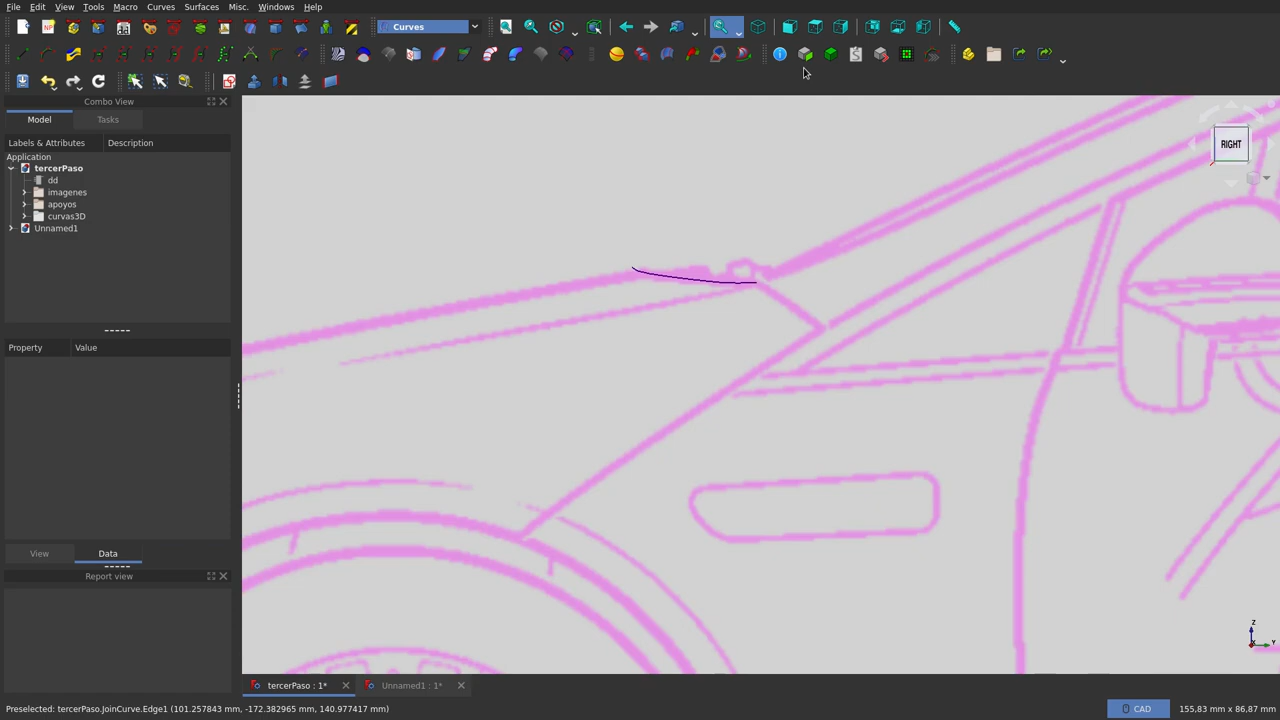 File Edit View Tools Macro Curves Surfaces Misc. Windows Help
Curves
Combo View
Model Tasks
Labels & Attributes Description
Application
tercerPaso
dd
imagenes
apoyos
curvas3D
Unnamed1
Property Value
View Data
Report view
RIGHT
Z
Y
tercerPaso : 1* Unnamed1 : 1*
Preselected: tercerPaso.JoinCurve.Edge1 (101.257843 mm, -172.382965 mm, 140.977417 mm) CAD 155,83 mm x 86,87 mm